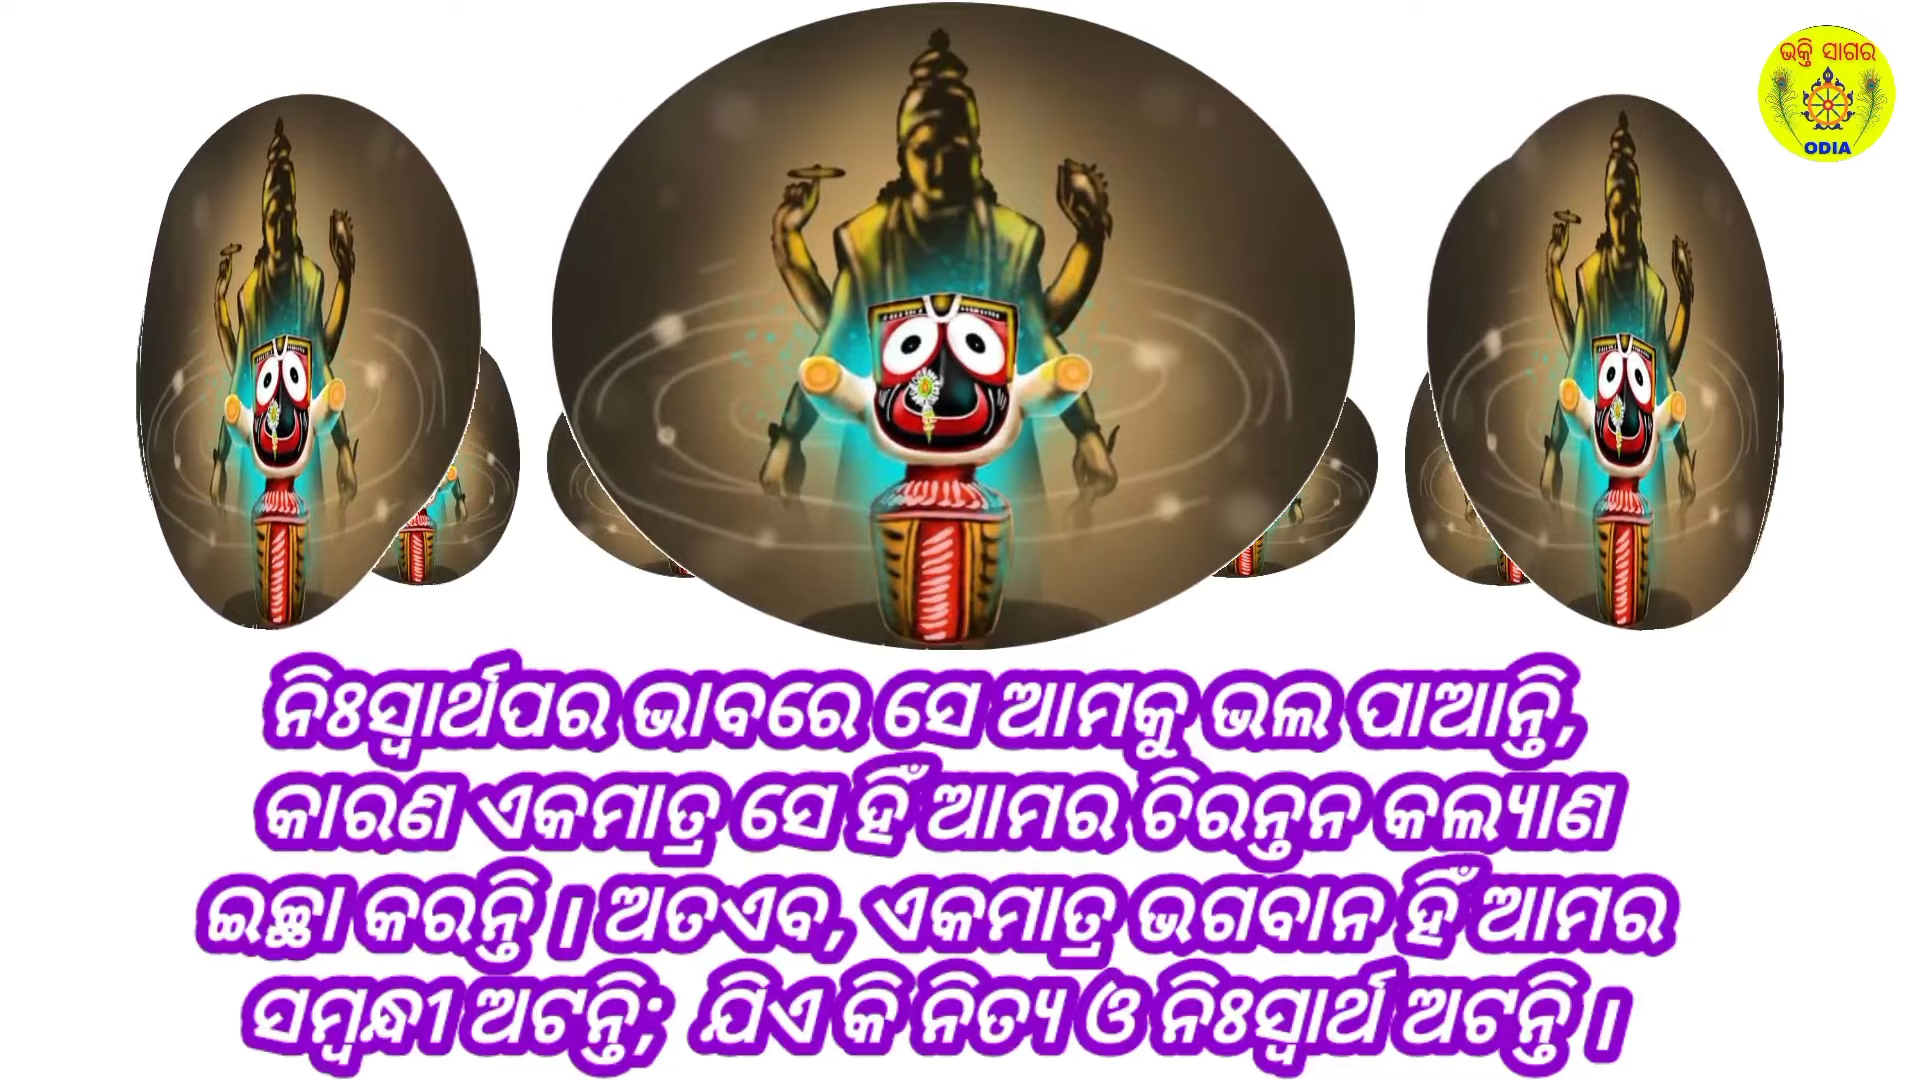 ଭକ୍ତି ସାଗର
ODIA
ନିଃସ୍ୱାର୍ଥପର ଭାବରେ ସେ ଆମକୁ ଭଲ ପାଆନ୍ତି,
କାରଣ ଏକମାତ୍ର ସେ ହିଁ ଆମର ଚିରନ୍ତନ କଲ୍ୟାଣ
ଇଚ୍ଛା କରନ୍ତି । ଅତଏବ, ଏକମାତ୍ର ଭଗବାନ ହିଁ ଆମର
ସମ୍ବନ୍ଧୀ ଅଟନ୍ତି; ଯିଏ କି ନିତ୍ୟ ଓ ନିଃସ୍ୱାର୍ଥ ଅଟନ୍ତି ।